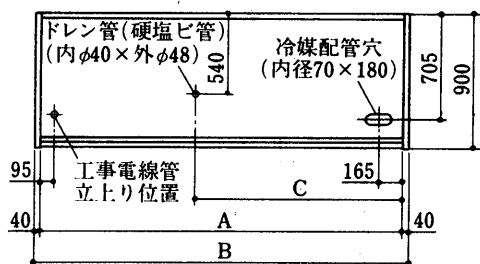 ドレン管(硬塩ビ管)
(内φ40×外φ48)
540
冷媒配管穴
(内径70×180)
705
900
95
工事電線管
立上り位置
165
C
40
A
40
B